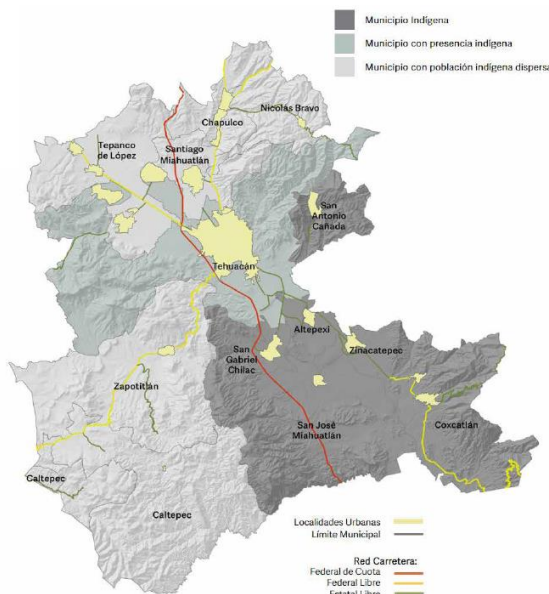 Municipio Indígena
Municipio con presencia indígena
Municipio con población indígena dispersa
Nicolás Bravo
Chapulco
Tepanco
de López
Santiago
Miahuatlán
San
Antonio
Cañada
Tehuacán
Altepexi
San
Gabriel
Chilac
Zinacatepec
Zapotitlán
San José
Miahuatlán
Coxcatlán
Caltepec
Caltepec
Localidades Urbanas
Límite Municipal
Red Carretera:
Federal de Cuota
Federal Libre
Estatal Libre